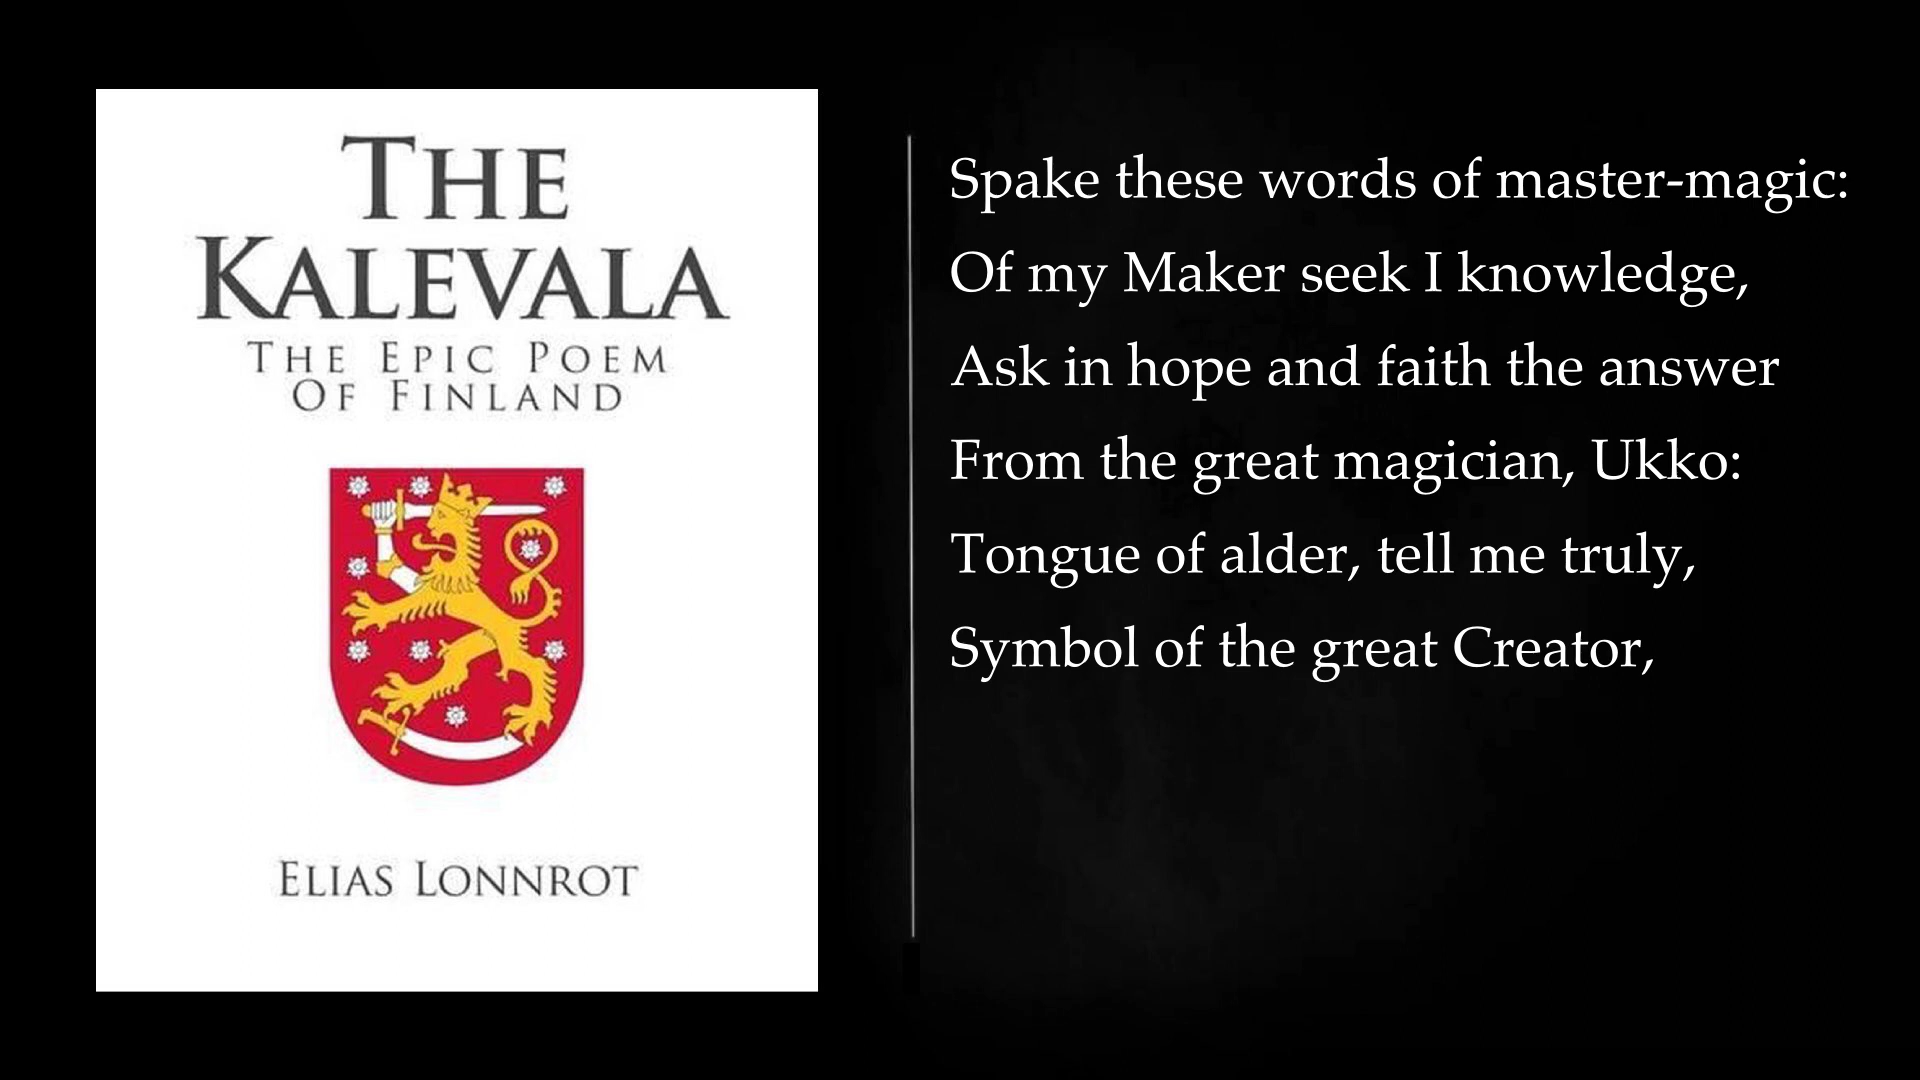 THE
KALEVALA
THE EPIC POEM
OF FINLAND
ELIAS LONNROT
Spake these words of master-magic:
Of my Maker seek I knowledge,
Ask in hope and faith the answer
From the great magician, Ukko:
Tongue of alder, tell me truly,
Symbol of the great Creator,